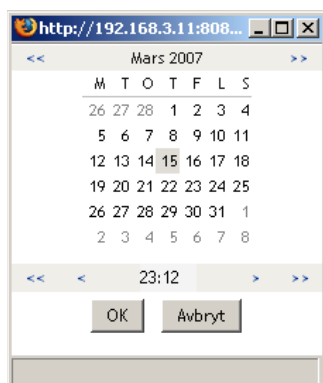 http://192.168.3.11:808...
<< Mars 2007 >>
M T O T F L S
26 27 28 1 2 3 4
5 6 7 8 9 10 11
12 13 14 15 16 17 18
19 20 21 22 23 24 25
26 27 28 29 30 31 1
2 3 4 5 6 7 8
<< < 23:12 > >>
OK Avbryt